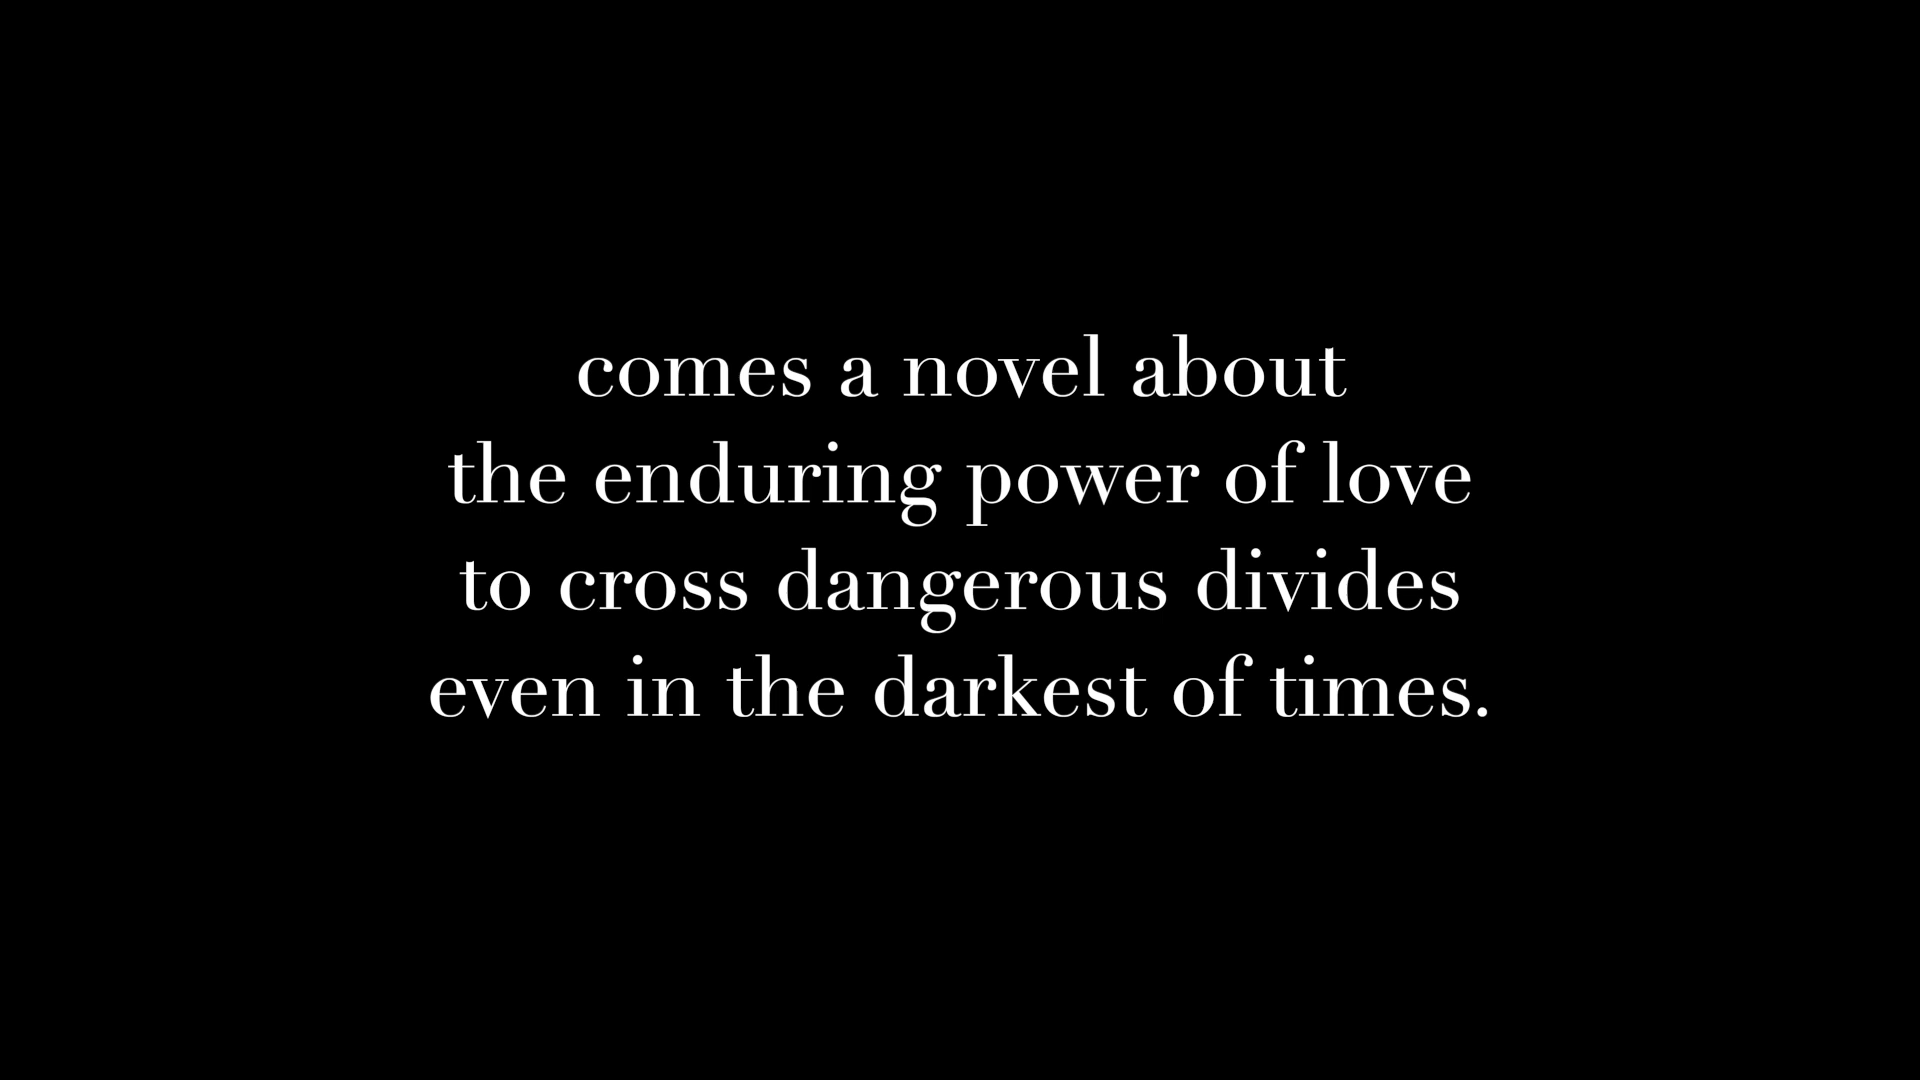 comes a novel about
the enduring power of love
to cross dangerous divides
even in the darkest of times.